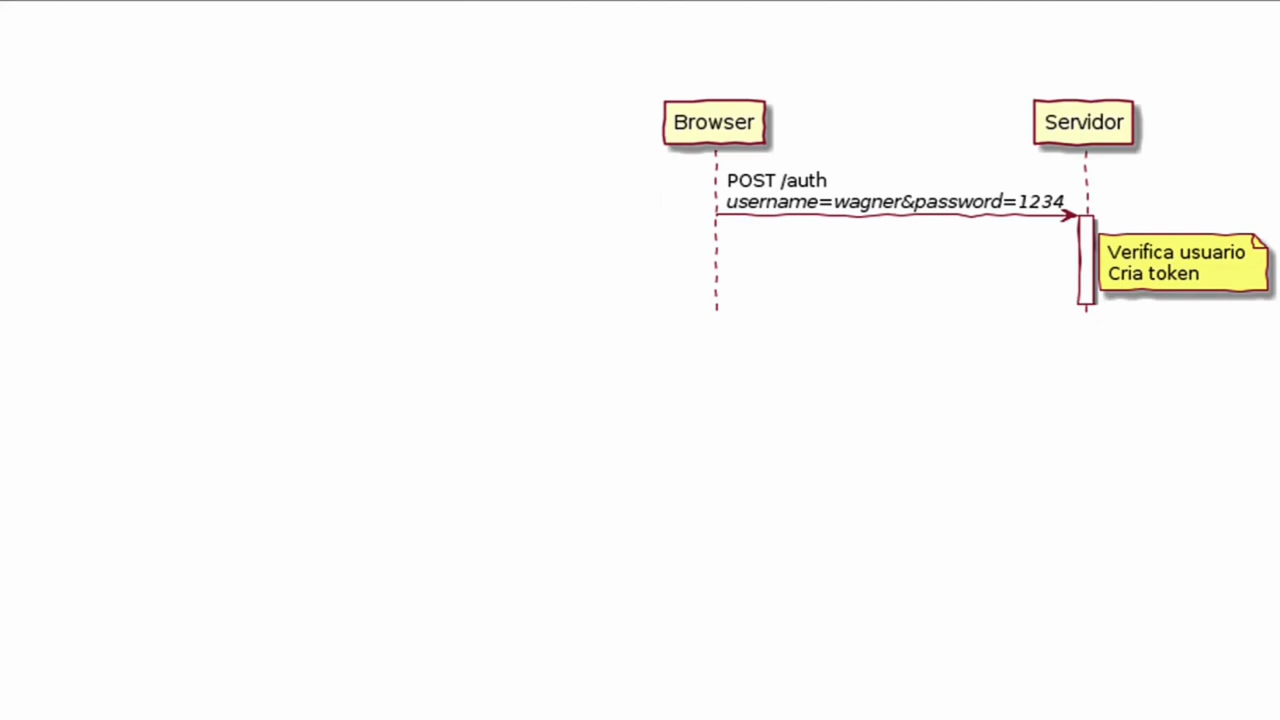 Browser
Servidor
POST /auth
username=wagner&password=1234
Verifica usuario
Cria token